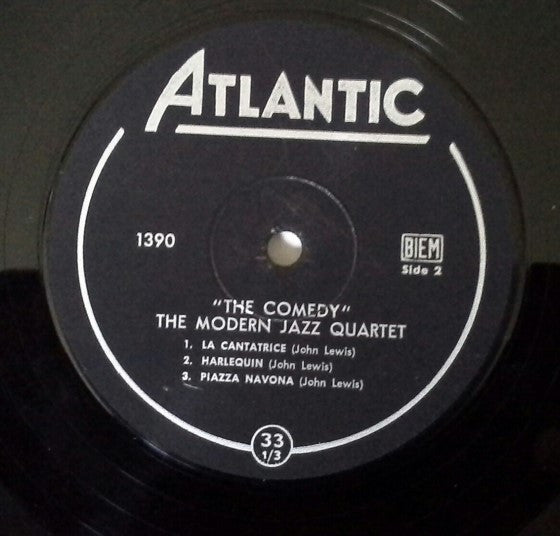 ATLANTIC
1390
BIEM
Side 2
"THE COMEDY"
THE MODERN JAZZ QUARTET
1. LA CANTATRICE (John Lewis)
2. HARLEQUIN (John Lewis)
3. PIAZZA NAVONA (John Lewis)
33
1/3